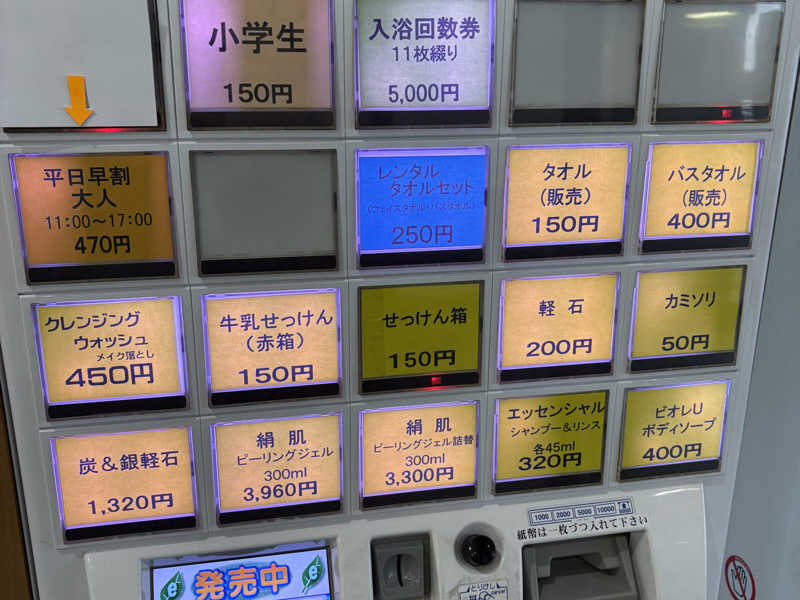 小学生
150円
入浴回数券
11枚綴り
5,000円
平日早割
大人
11:00~17:00
470円
レンタル
タオルセット
(フェイスタオル・バスタオル)
250円
タオル
(販売)
150円
バスタオル
(販売)
400円
クレンジング
ウォッシュ
メイク落とし
450円
牛乳せっけん
(赤箱)
150円
せっけん箱
150円
軽石
200円
カミソリ
50円
炭&銀軽石
1,320円
絹肌
ピーリングジェル
300ml
3,960円
絹肌
ピーリングジェル詰替
300ml
3,300円
エッセンシャル
シャンプー&リンス
各45ml
320円
ビオレU
ボディソープ
400円
1000 2000 5000 10000
紙幣は一枚づつ入れて下さい
発売中
とりけし